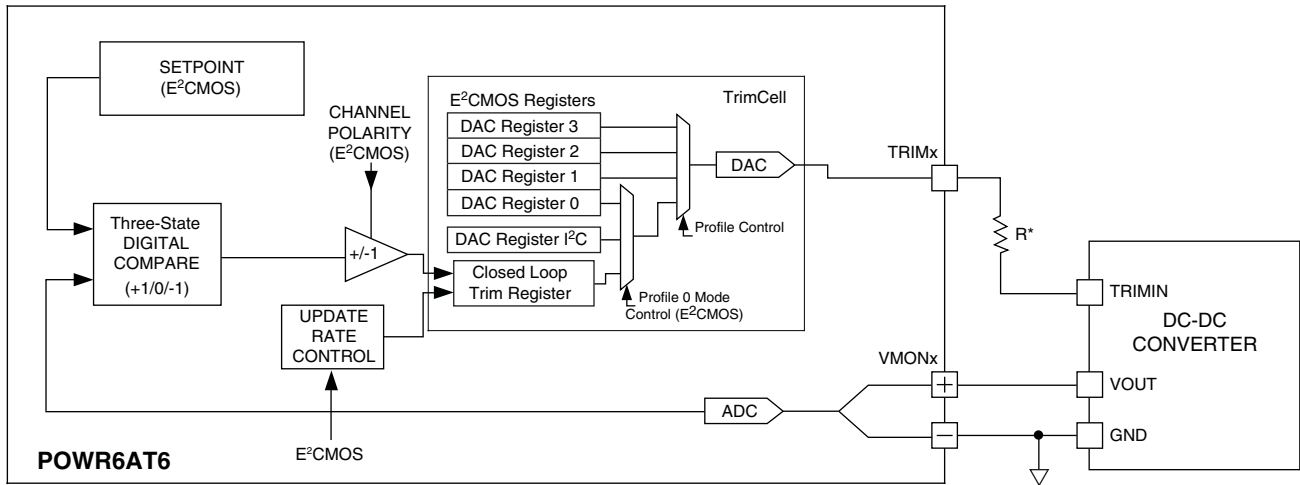 SETPOINT
(E²CMOS)
CHANNEL
POLARITY
(E²CMOS)
E²CMOS Registers
TrimCell
DAC Register 3
DAC Register 2
DAC Register 1
DAC Register 0
DAC Register I²C
Closed Loop
Trim Register
DAC
Profile Control
Profile 0 Mode
Control (E²CMOS)
Three-State
DIGITAL
COMPARE
(+1/0/-1)
+/-1
UPDATE
RATE
CONTROL
E²CMOS
ADC
TRIMx
R*
VMONx
+
–
TRIMIN
DC-DC
CONVERTER
VOUT
GND
POWR6AT6